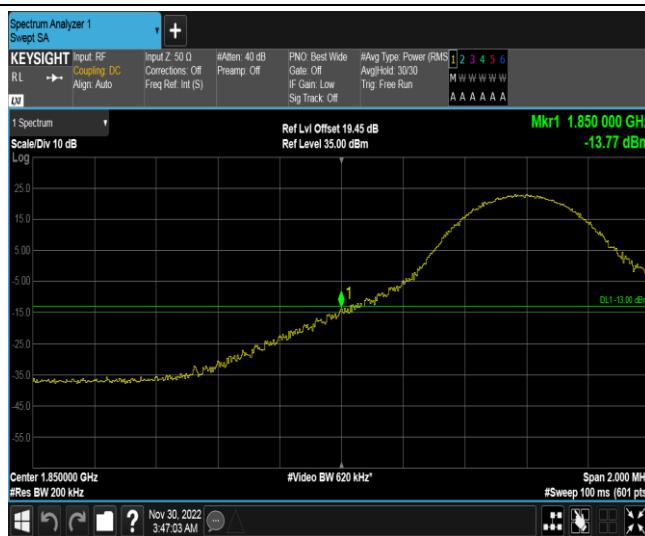 Spectrum Analyzer 1
Swept SA
KEYSIGHT
RL
LXI
Input: RF
Coupling: DC
Align: Auto
Input Z: 50 Ω
Corrections: Off
Freq Ref: Int (S)
#Atten: 40 dB
Preamp: Off
PNO: Best Wide
Gate: Off
IF Gain: Low
Sig Track: Off
#Avg Type: Power (RMS
Avg|Hold: 30/30
Trig: Free Run
1 2 3 4 5 6
M W W W W W
A A A A A A
1 Spectrum
Scale/Div 10 dB
Ref Lvl Offset 19.45 dB
Ref Level 35.00 dBm
Mkr1 1.850 000 GHz
-13.77 dBm
Log
25.0
15.0
5.00
-5.00
1
-15.0
DL1 -13.00 dBm
-25.0
-35.0
-45.0
-55.0
Center 1.850000 GHz
#Res BW 200 kHz
#Video BW 620 kHz*
Span 2.000 MH
#Sweep 100 ms (601 pts
?
Nov 30, 2022
3:47:03 AM